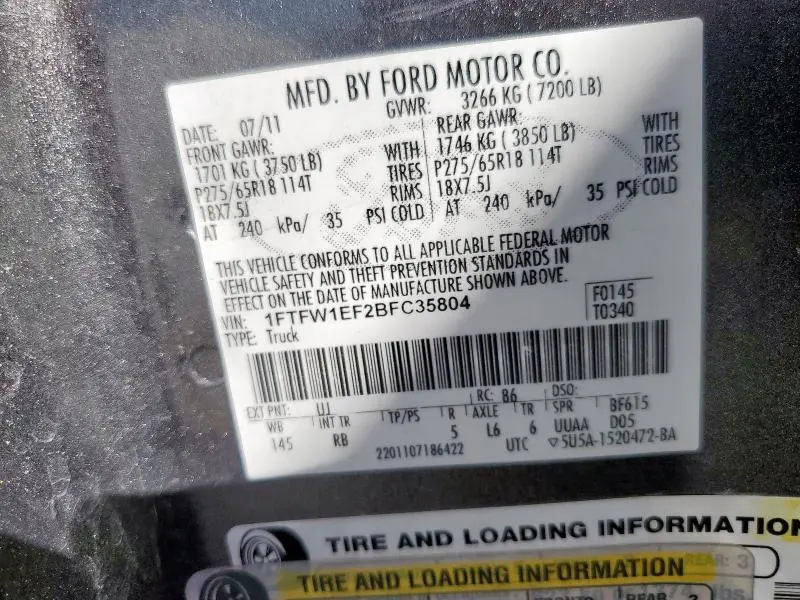 MFD. BY FORD MOTOR CO.
DATE: 07/11 GVWR: 3266 KG ( 7200 LB)
FRONT GAWR: REAR GAWR:
1701 KG ( 3750 LB) WITH 1746 KG ( 3850 LB) WITH
P275/65R18 114T TIRES P275/65R18 114T TIRES
18X7.5J RIMS 18X7.5J RIMS
AT 240 kPa/ 35 PSI COLD AT 240 kPa/ 35 PSI COLD
THIS VEHICLE CONFORMS TO ALL APPLICABLE FEDERAL MOTOR
VEHICLE SAFETY AND THEFT PREVENTION STANDARDS IN
EFFECT ON THE DATE OF MANUFACTURE SHOWN ABOVE.
VIN: 1FTFW1EF2BFC35804 F0145
TYPE: Truck T0340
EXT PNT: UJ RC: 86 DSO:
WB INT TR TP/PS R AXLE TR SPR BF615
145 RB 5 L6 6 UUAA D05
2201107186422 UTC 5U5A-1520472-BA
TIRE AND LOADING INFORMATION
REAR: 3
TIRE AND LOADING INFORMATION
REAR